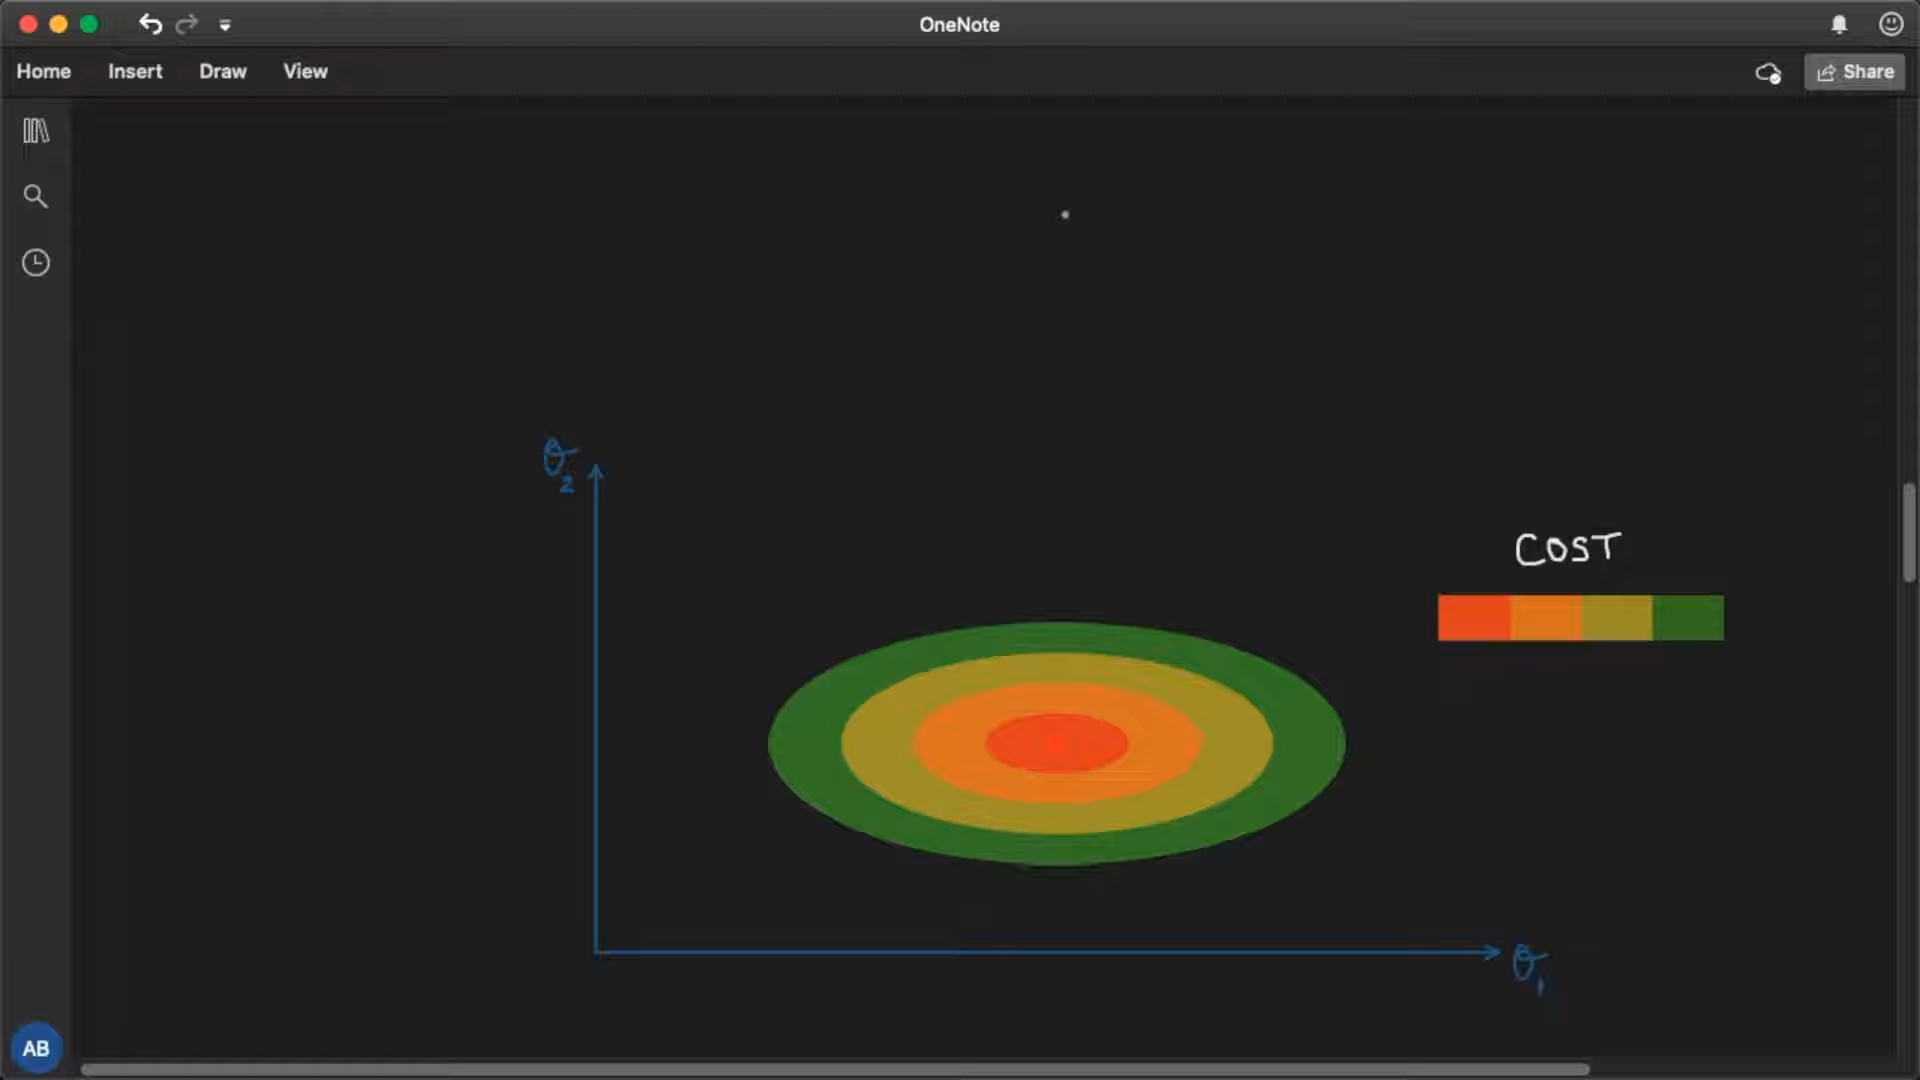 OneNote
Home Insert Draw View Share
θ₂
COST
θ₁
AB